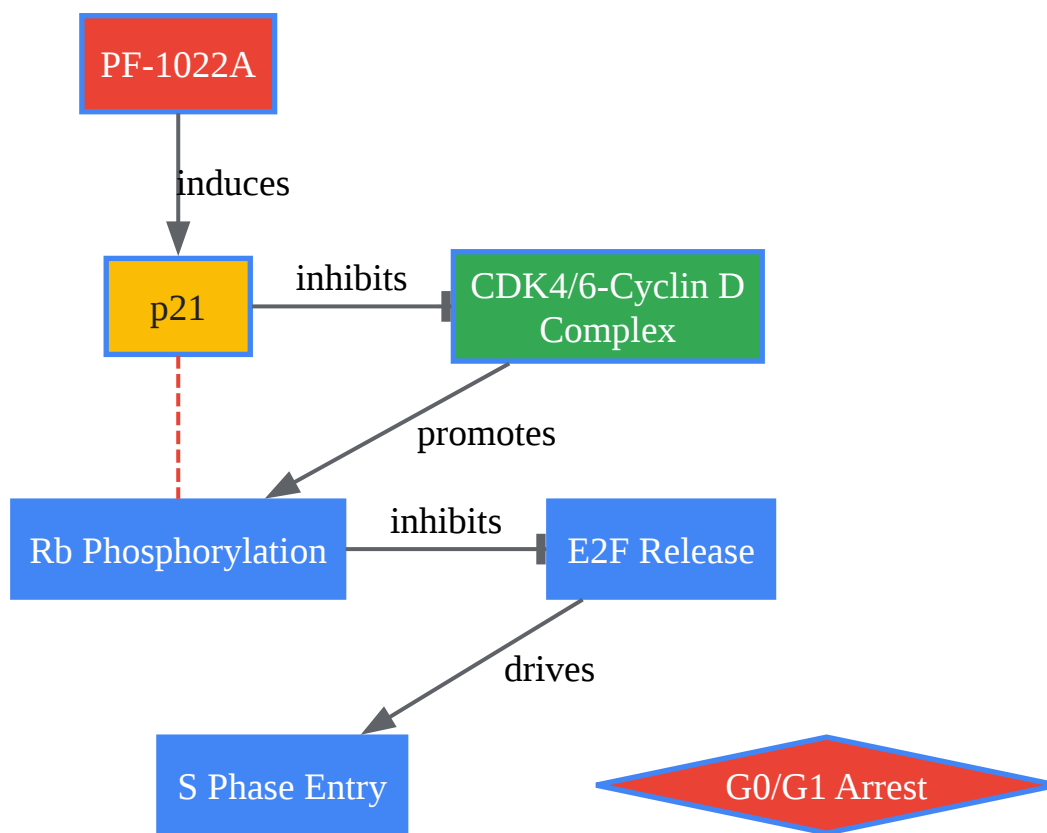 PF-1022A
induces
p21
inhibits
CDK4/6-Cyclin D
Complex
promotes
Rb Phosphorylation
inhibits
E2F Release
drives
S Phase Entry
G0/G1 Arrest